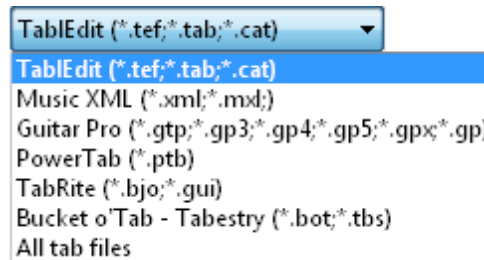 TablEdit (*.tef;*.tab;*.cat)
TablEdit (*.tef;*.tab;*.cat)
Music XML (*.xml;*.mxl;)
Guitar Pro (*.gtp;*.gp3;*.gp4;*.gp5;*.gpx;*.gp)
PowerTab (*.ptb)
TabRite (*.bjo;*.gui)
Bucket o'Tab - Tabestry (*.bot;*.tbs)
All tab files